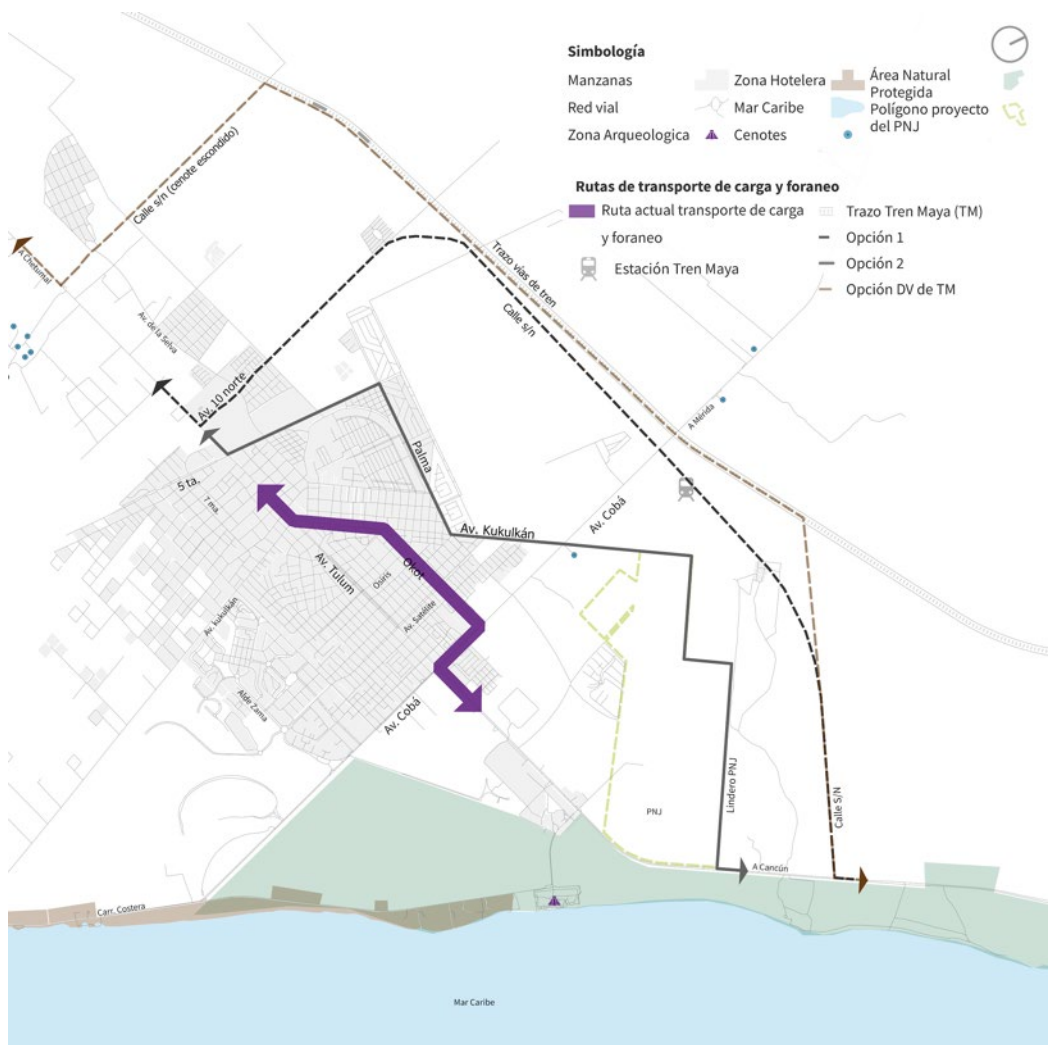 Simbología
Manzanas
Zona Hotelera
Área Natural
Protegida
Red vial
Mar Caribe
Polígono proyecto
del PNJ
Zona Arqueologica
Cenotes
Rutas de transporte de carga y foraneo
Ruta actual transporte de carga
y foraneo
Estación Tren Maya
Trazo Tren Maya (TM)
Opción 1
Opción 2
Opción DV de TM
Calle s/n (cenote escondido)
A Chetumal
Av. de la Selva
Trazo vías de tren
Calle s/n
Av. 10 norte
A Mérida
Palma
5 ta.
7 ma.
Av. Kukulkán
Av. Cobá
Av. Tulum
Okot
Osiris
Av. Satélite
Av. kukulkán
Alde Zama
Av. Cobá
Lindero PNJ
PNJ
Calle S/N
A Cancún
Carr. Costera
Mar Caribe